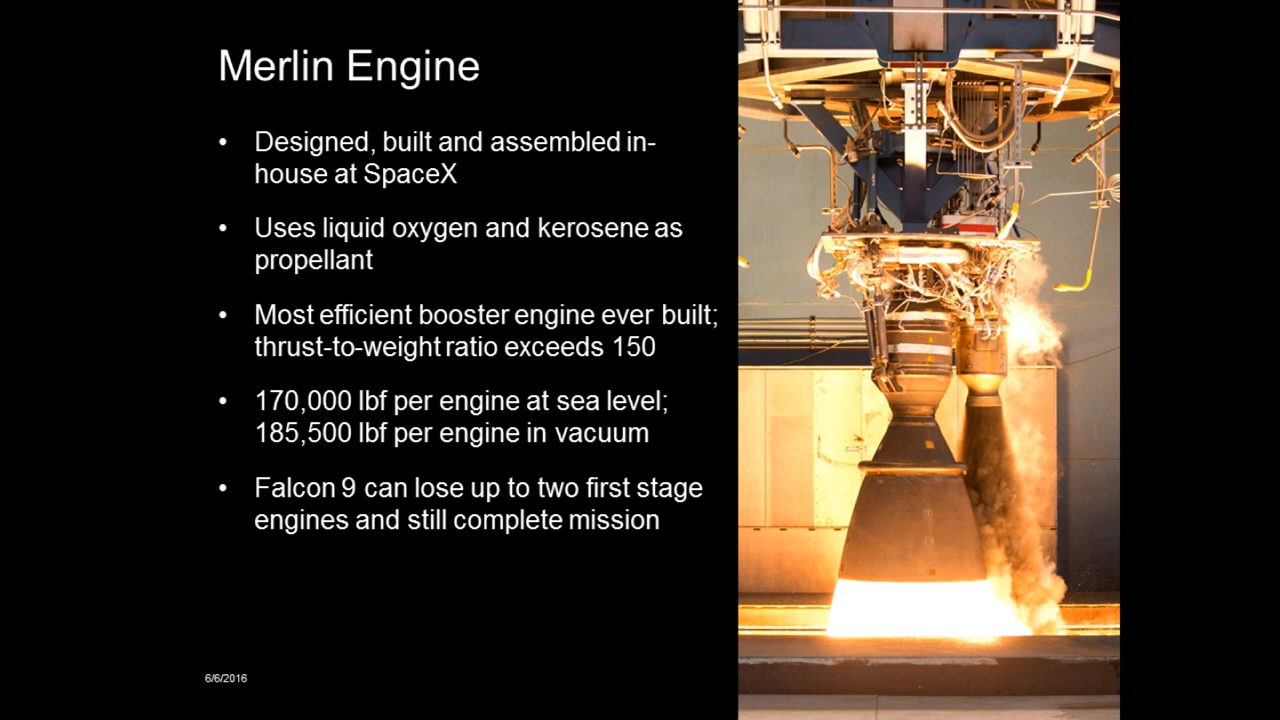 Merlin Engine
• Designed, built and assembled in-
house at SpaceX
• Uses liquid oxygen and kerosene as
propellant
• Most efficient booster engine ever built;
thrust-to-weight ratio exceeds 150
• 170,000 lbf per engine at sea level;
185,500 lbf per engine in vacuum
• Falcon 9 can lose up to two first stage
engines and still complete mission
6/6/2016